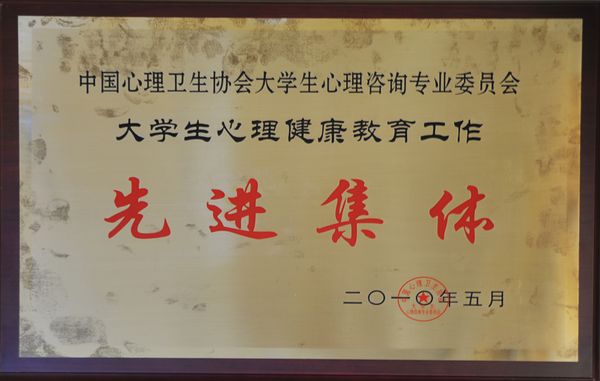 中国心理卫生协会大学生心理咨询专业委员会
大学生心理健康教育工作
先进集体
二〇一〇年五月